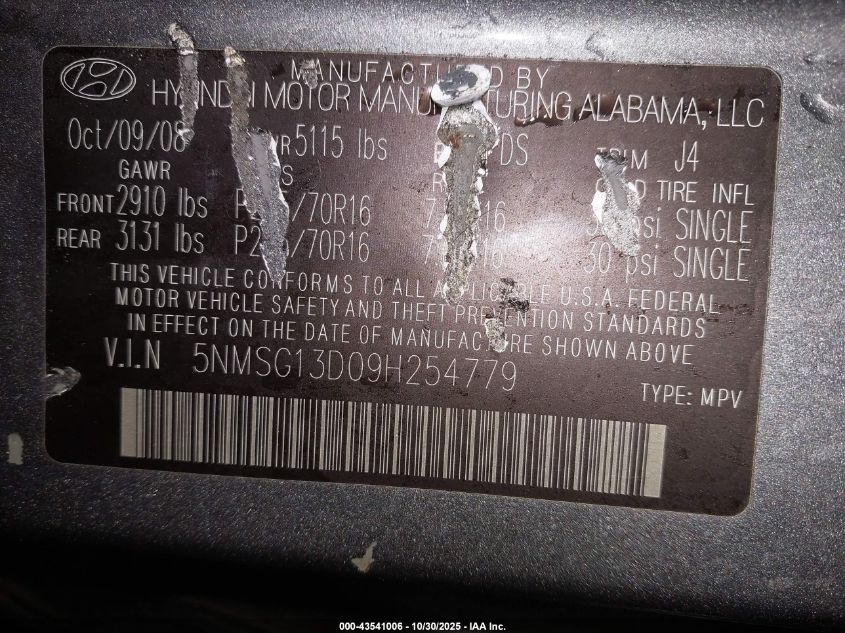 MANUFACTURED BY
HYUNDAI MOTOR MANUFACTURING ALABAMA, LLC
Oct/09/08 5115 lbs DS TRIM J4
GAWR TIRE INFL
FRONT 2910 lbs /70R16 SINGLE
REAR 3131 lbs /70R16 30 psi SINGLE
THIS VEHICLE CONFORMS TO ALL APPLICABLE U.S.A. FEDERAL
MOTOR VEHICLE SAFETY AND THEFT PREVENTION STANDARDS
IN EFFECT ON THE DATE OF MANUFACTURE SHOWN ABOVE
V.I.N 5NMSG13D09H254779
TYPE: MPV
000-43541006 - 10/30/2025 - IAA Inc.